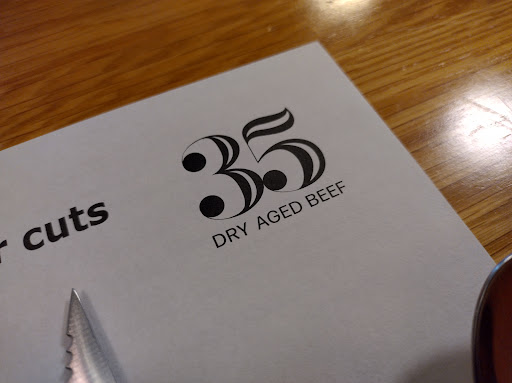 35
DRY AGED BEEF
r cuts